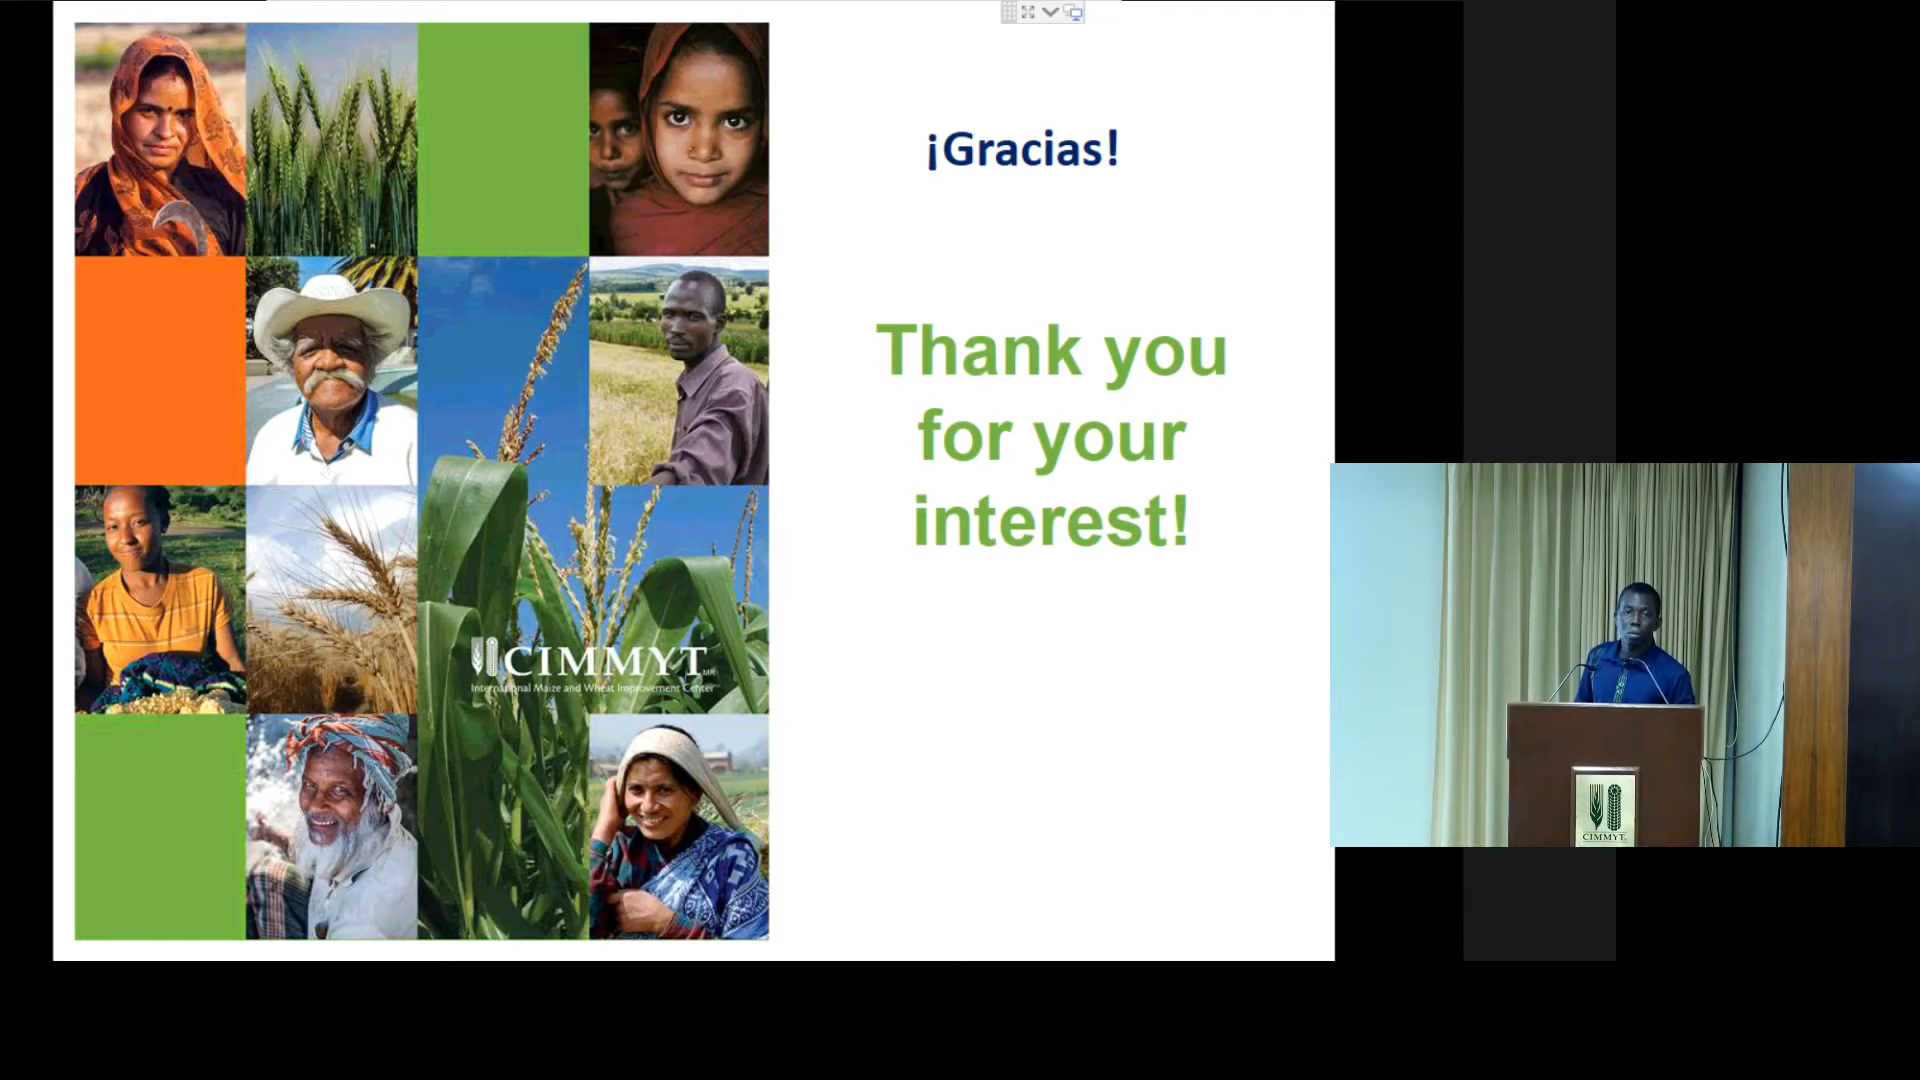 ¡Gracias!
Thank you
for your
interest!
CIMMYT
International Maize and Wheat Improvement Center
CIMMYT